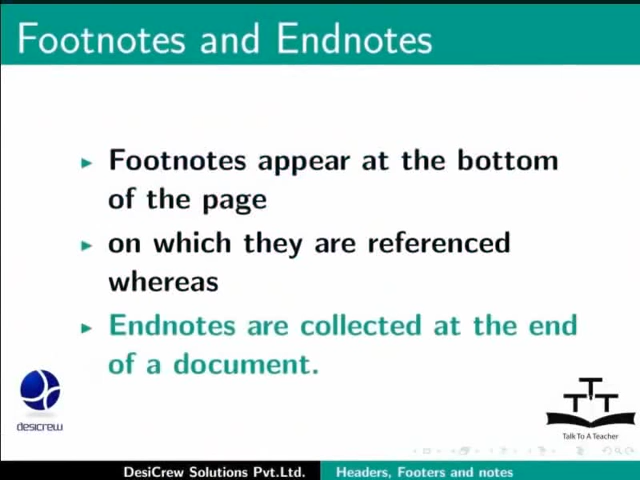 Footnotes and Endnotes
Footnotes appear at the bottom
of the page
on which they are referenced
whereas
Endnotes are collected at the end
of a document.
desicrew
TTT
Talk To A Teacher
DesiCrew Solutions Pvt.Ltd.
Headers, Footers and notes